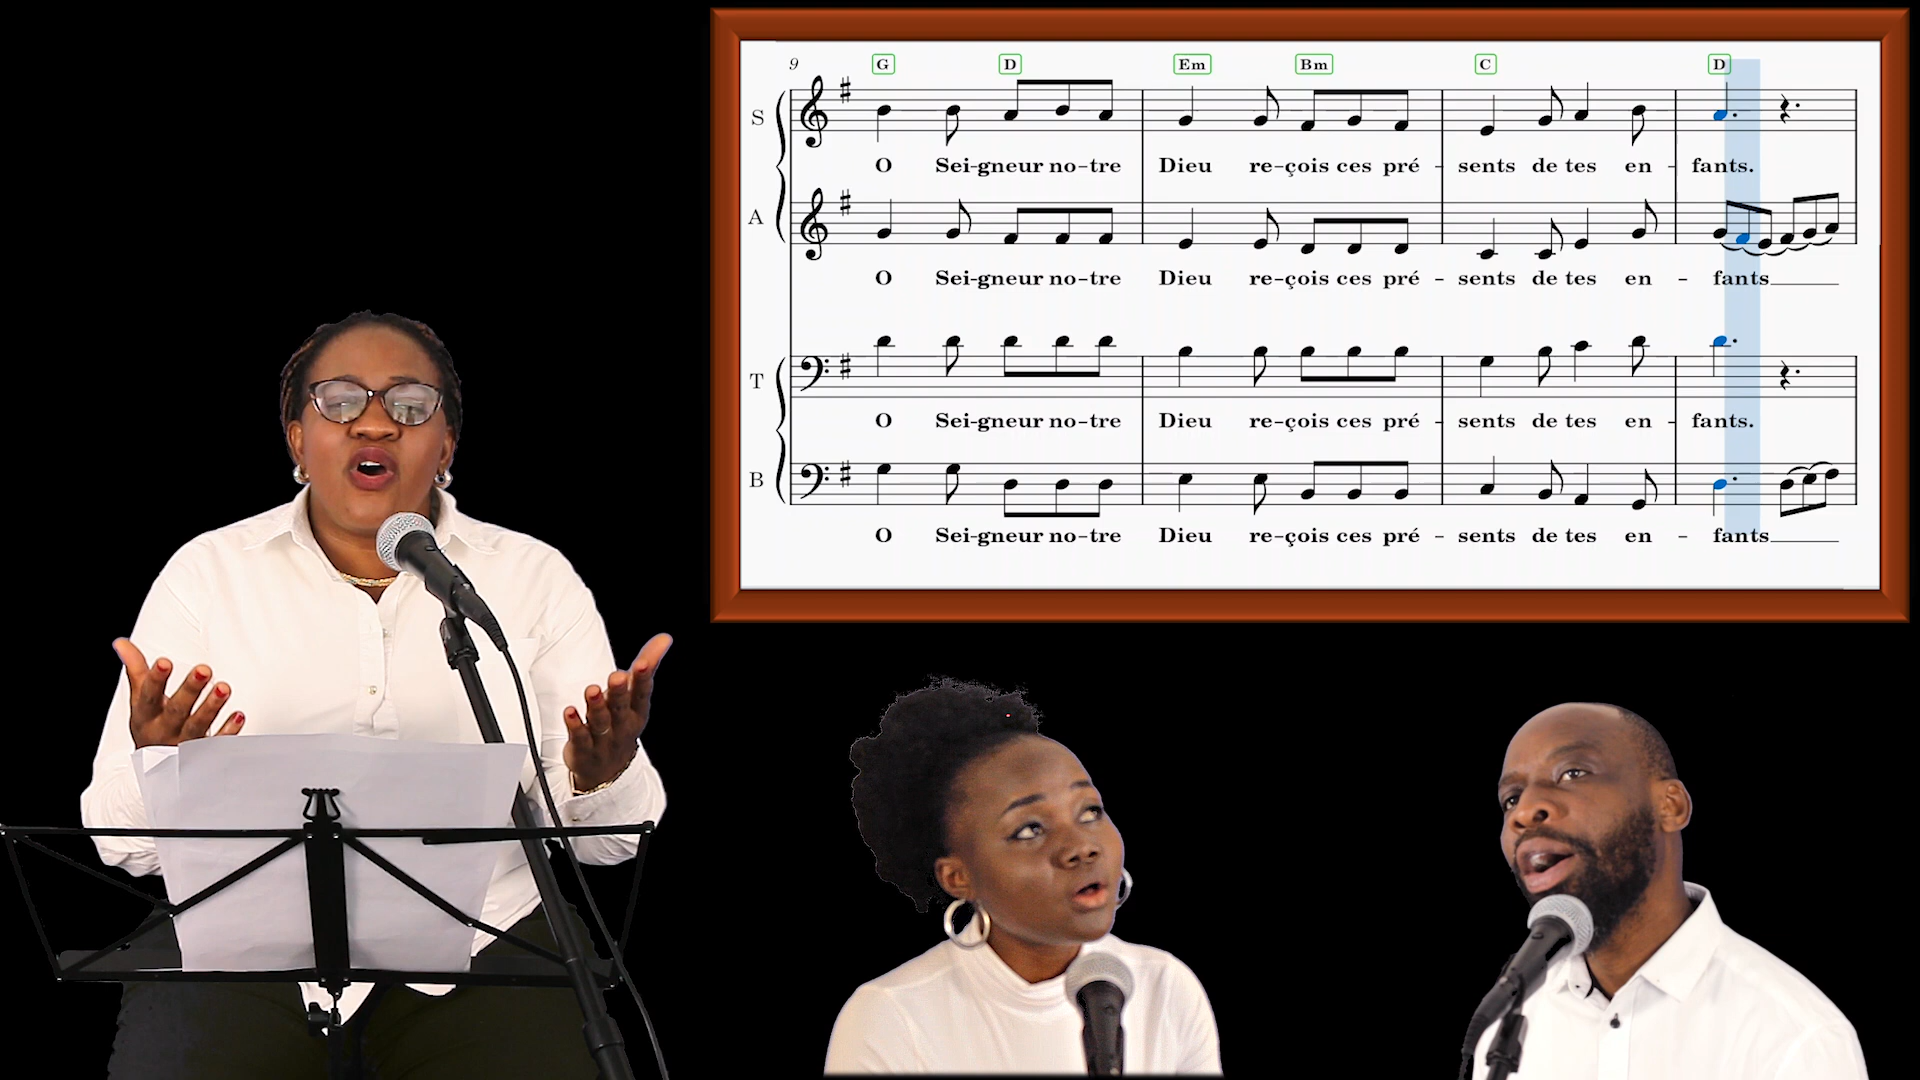 9 G D Em Bm C D
S
O Sei-gneur no-tre Dieu re-çois ces pré - sents de tes en - fants.
A
O Sei-gneur no-tre Dieu re-çois ces pré - sents de tes en - fants
T
O Sei-gneur no-tre Dieu re-çois ces pré - sents de tes en - fants.
B
O Sei-gneur no-tre Dieu re-çois ces pré - sents de tes en - fants